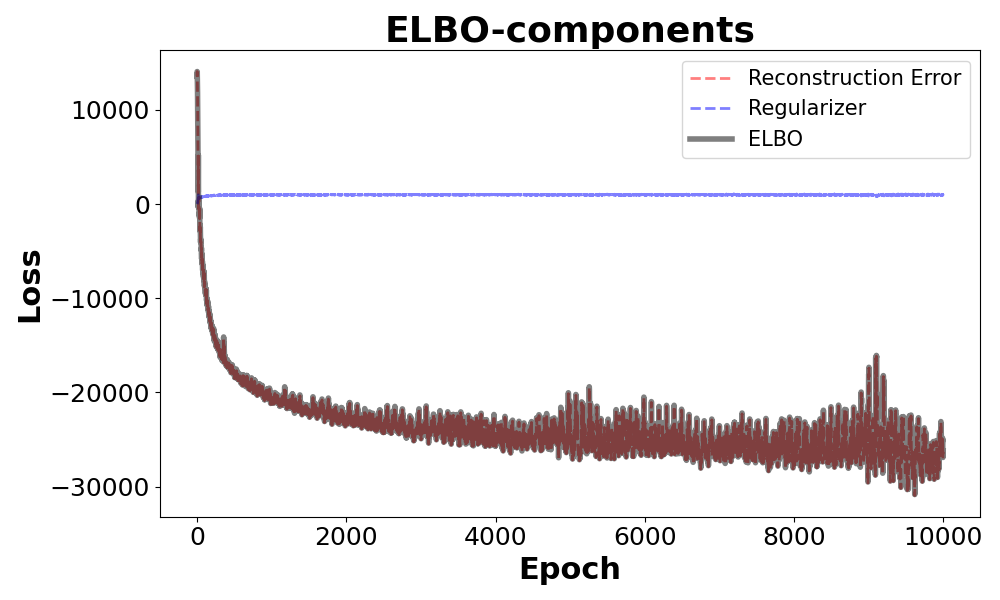 ELBO-components
Reconstruction Error
Regularizer
ELBO
Loss
10000
0
−10000
−20000
−30000
0 2000 4000 6000 8000 10000
Epoch